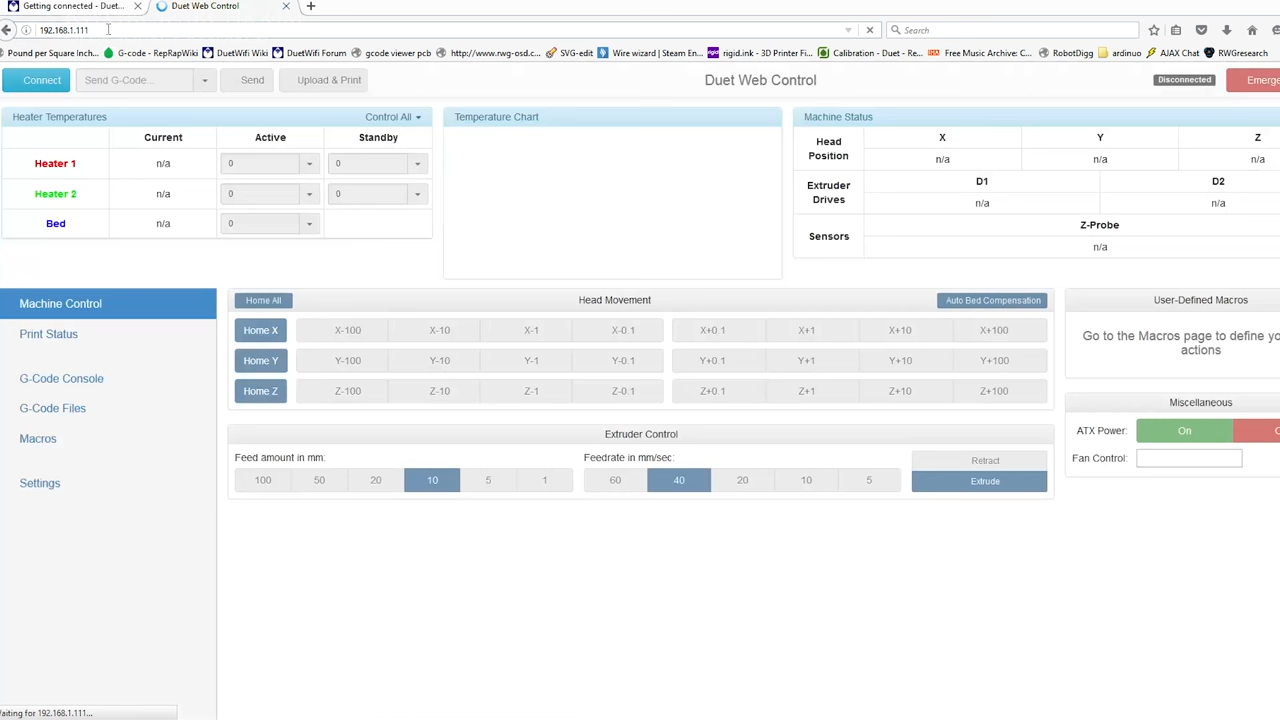 Getting connected - Duet...
Duet Web Control
192.168.1.111
Search
Pound per Square Inch...
G-code - RepRapWiki
DuetWifi Wiki
DuetWifi Forum
gcode viewer pcb
http://www.rwg-osd.c...
SVG-edit
Wire wizard | Steam En...
rigid.ink - 3D Printer Fi...
Calibration - Duet - Re...
Free Music Archive: C...
RobotDigg
ardinuo
AJAX Chat
RWGresearch
Connect
Send G-Code...
Send
Upload & Print
Duet Web Control
Disconnected
Emerge
Heater Temperatures
Control All
Current Active Standby
Heater 1 n/a 0 0
Heater 2 n/a 0 0
Bed n/a 0
Temperature Chart
Machine Status
Head Position
X Y Z
n/a n/a n/a
Extruder Drives
D1 D2
n/a n/a
Sensors
Z-Probe
n/a
Machine Control
Print Status
G-Code Console
G-Code Files
Macros
Settings
Home All
Head Movement
Auto Bed Compensation
Home X X-100 X-10 X-1 X-0.1 X+0.1 X+1 X+10 X+100
Home Y Y-100 Y-10 Y-1 Y-0.1 Y+0.1 Y+1 Y+10 Y+100
Home Z Z-100 Z-10 Z-1 Z-0.1 Z+0.1 Z+1 Z+10 Z+100
Extruder Control
Feed amount in mm:
100 50 20 10 5 1
Feedrate in mm/sec:
60 40 20 10 5
Retract
Extrude
User-Defined Macros
Go to the Macros page to define yo
actions
Miscellaneous
ATX Power: On
Fan Control:
Waiting for 192.168.1.111...